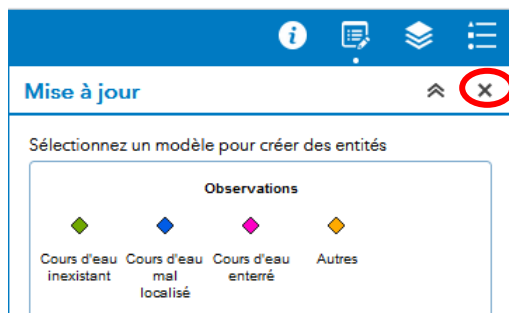 Mise à jour
Sélectionnez un modèle pour créer des entités
Observations
Cours d'eau inexistant
Cours d'eau mal localisé
Cours d'eau enterré
Autres